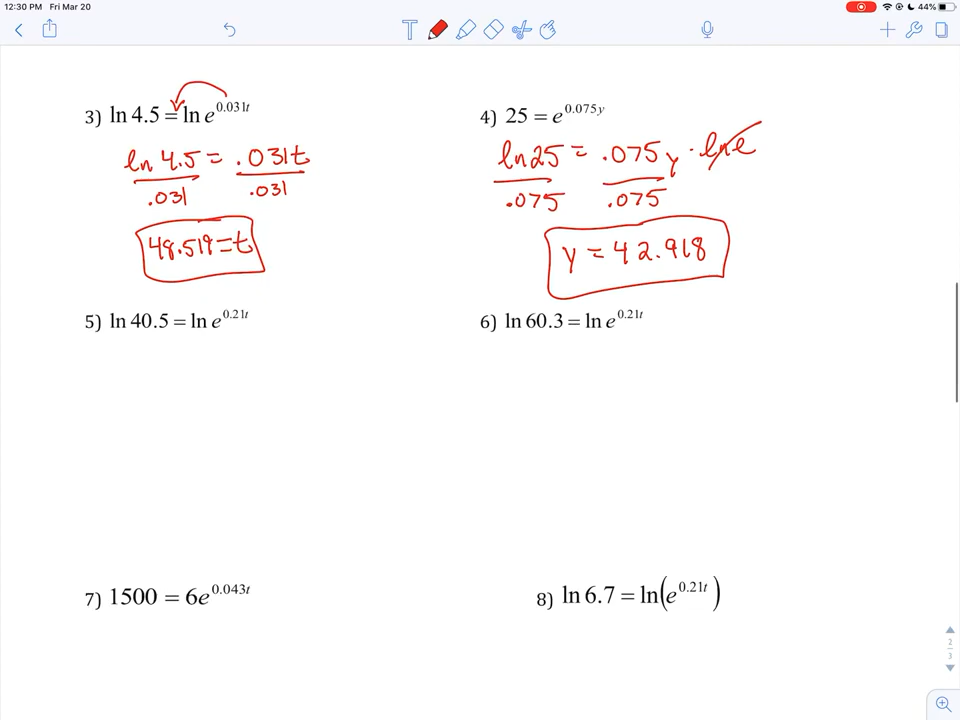 12:30 PM Fri Mar 20 44%
3) ln 4.5 = ln e^0.031t
ln 4.5 = .031t
.031 .031
48.519 = t
4) 25 = e^0.075y
ln 25 = .075y · ln e
.075 .075
y = 42.918
5) ln 40.5 = ln e^0.21t
6) ln 60.3 = ln e^0.21t
7) 1500 = 6e^0.043t
8) ln 6.7 = ln(e^0.21t)
2
3